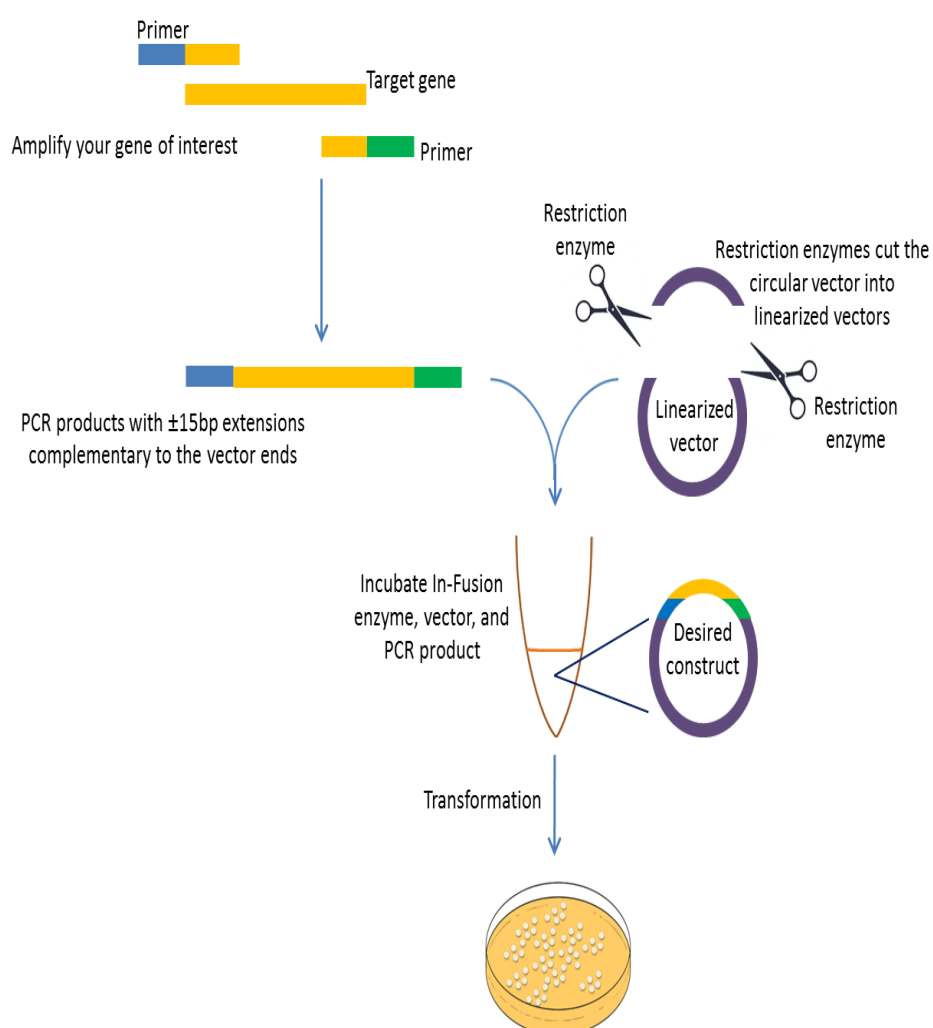 Primer
Target gene
Amplify your gene of interest
Primer
Restriction
enzyme
Restriction enzymes cut the
circular vector into
linearized vectors
PCR products with ±15bp extensions
complementary to the vector ends
Linearized
vector
Restriction
enzyme
Incubate In-Fusion
enzyme, vector, and
PCR product
Desired
construct
Transformation